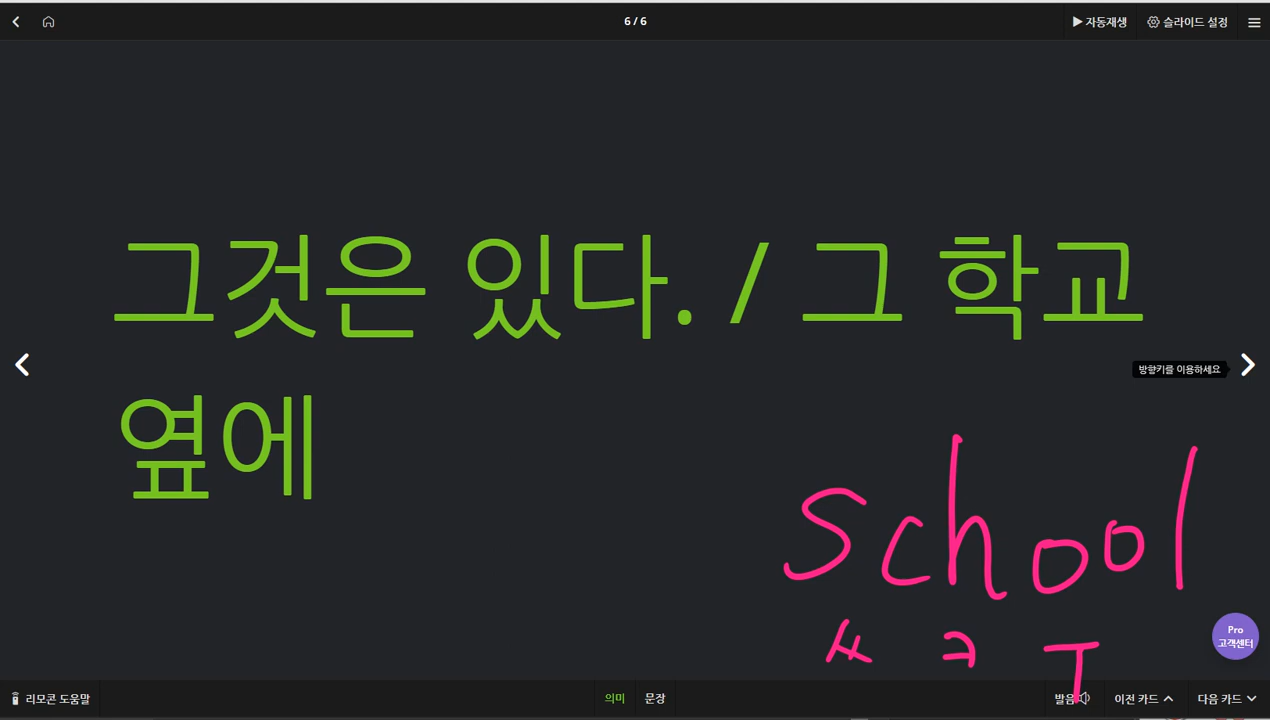 6 / 6
자동재생
슬라이드 설정
그것은 있다. / 그 학교
옆에
방향키를 이용하세요
school
ㅆ ㅋ ㅜ
Pro
고객센터
리모콘 도움말
의미
문장
발음
이전 카드
다음 카드